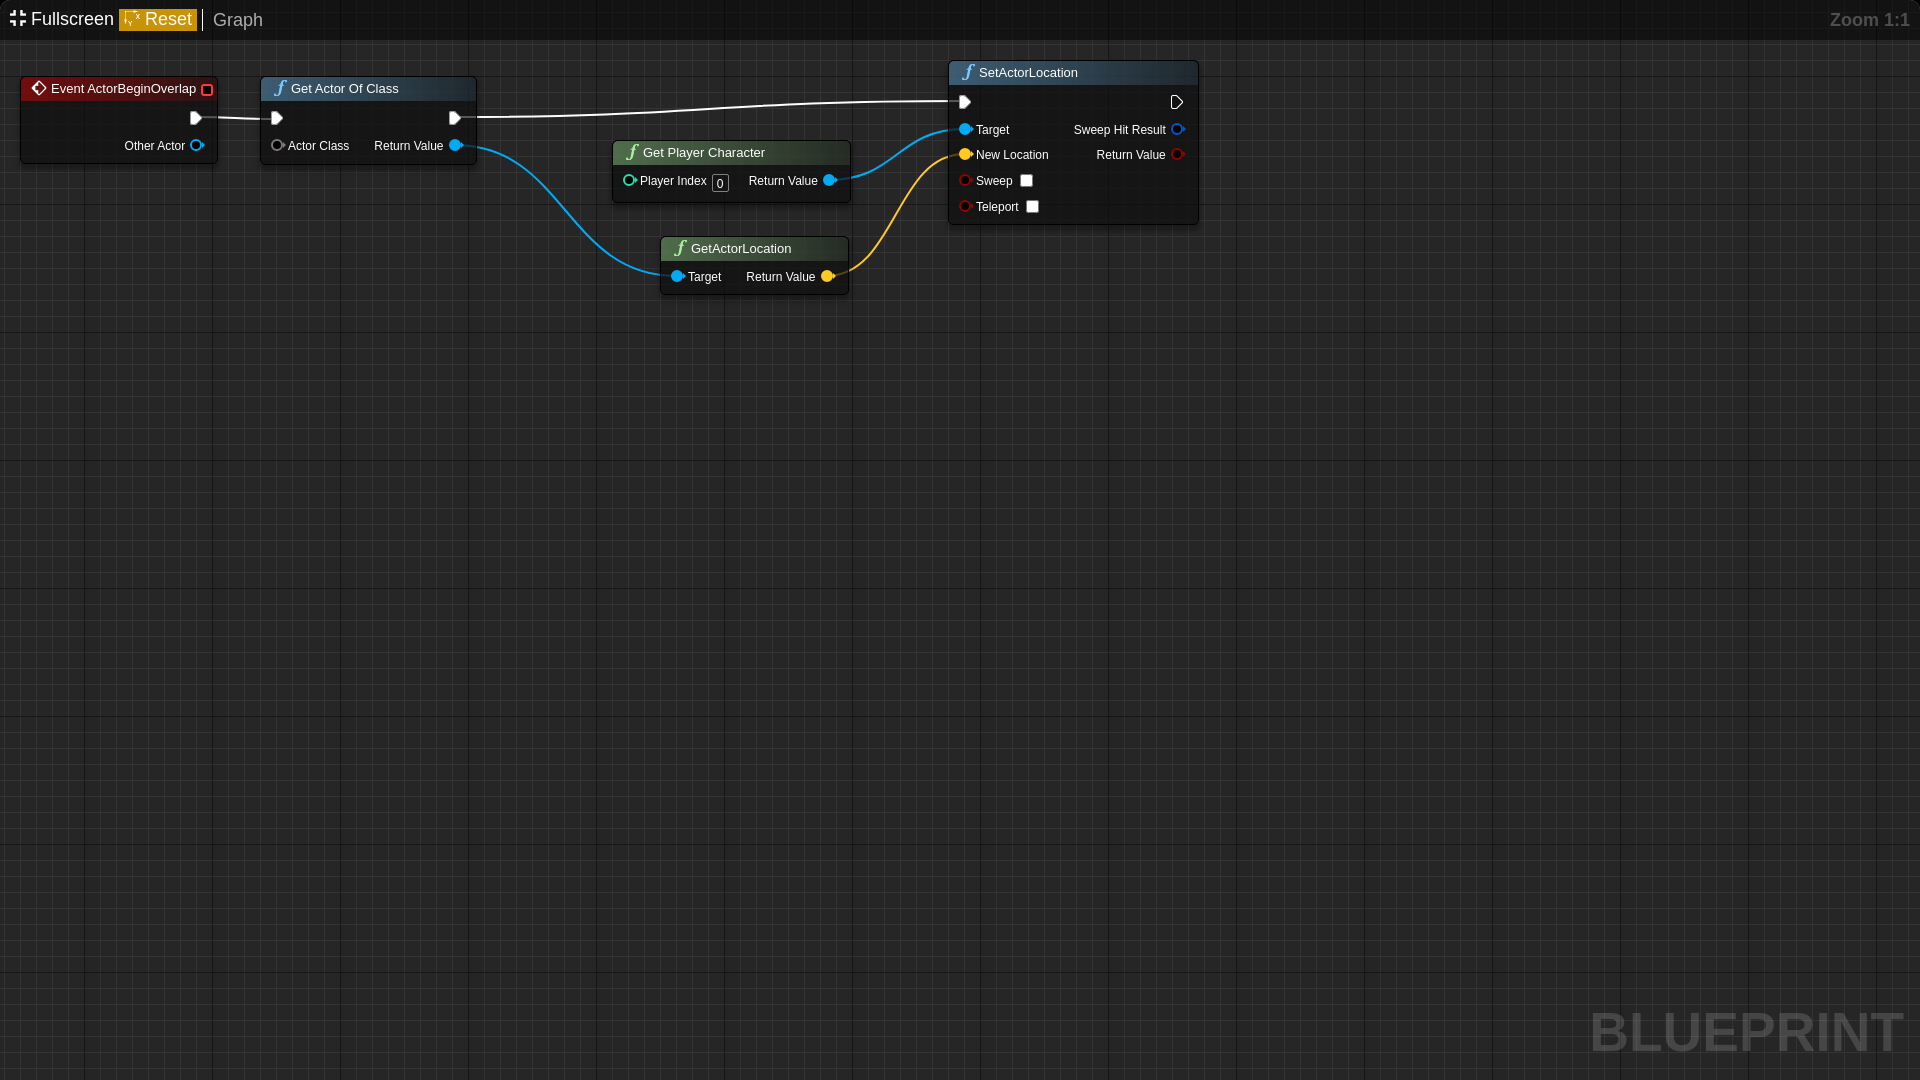 Fullscreen Reset Graph
Zoom 1:1
Event ActorBeginOverlap
Other Actor
Get Actor Of Class
Actor Class Return Value
Get Player Character
Player Index 0 Return Value
GetActorLocation
Target Return Value
SetActorLocation
Target Sweep Hit Result
New Location Return Value
Sweep
Teleport
BLUEPRINT